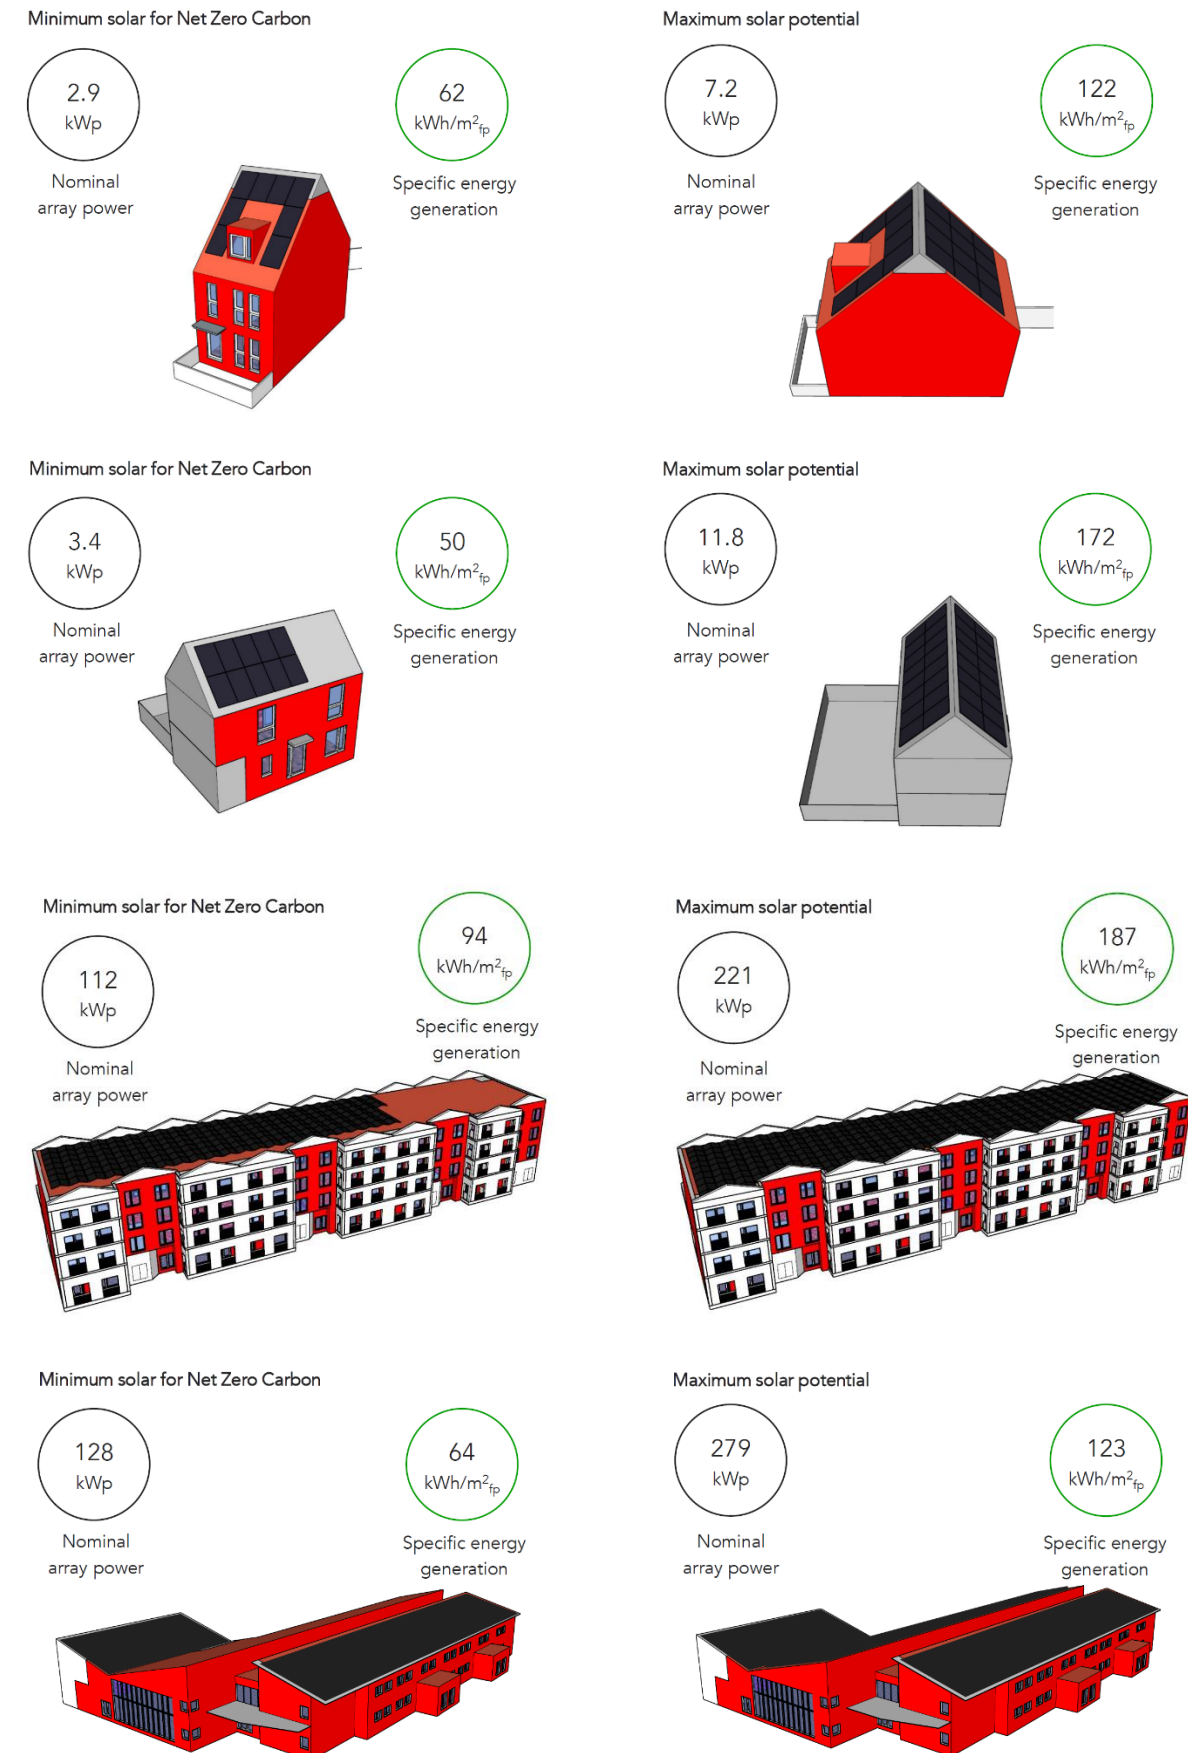 Minimum solar for Net Zero Carbon
Maximum solar potential
2.9
kWp
62
kWh/m²fp
7.2
kWp
122
kWh/m²fp
Nominal
array power
Specific energy
generation
Nominal
array power
Specific energy
generation
Minimum solar for Net Zero Carbon
Maximum solar potential
3.4
kWp
50
kWh/m²fp
11.8
kWp
172
kWh/m²fp
Nominal
array power
Specific energy
generation
Nominal
array power
Specific energy
generation
Minimum solar for Net Zero Carbon
Maximum solar potential
112
kWp
94
kWh/m²fp
221
kWp
187
kWh/m²fp
Nominal
array power
Specific energy
generation
Nominal
array power
Specific energy
generation
Minimum solar for Net Zero Carbon
Maximum solar potential
128
kWp
64
kWh/m²fp
279
kWp
123
kWh/m²fp
Nominal
array power
Specific energy
generation
Nominal
array power
Specific energy
generation